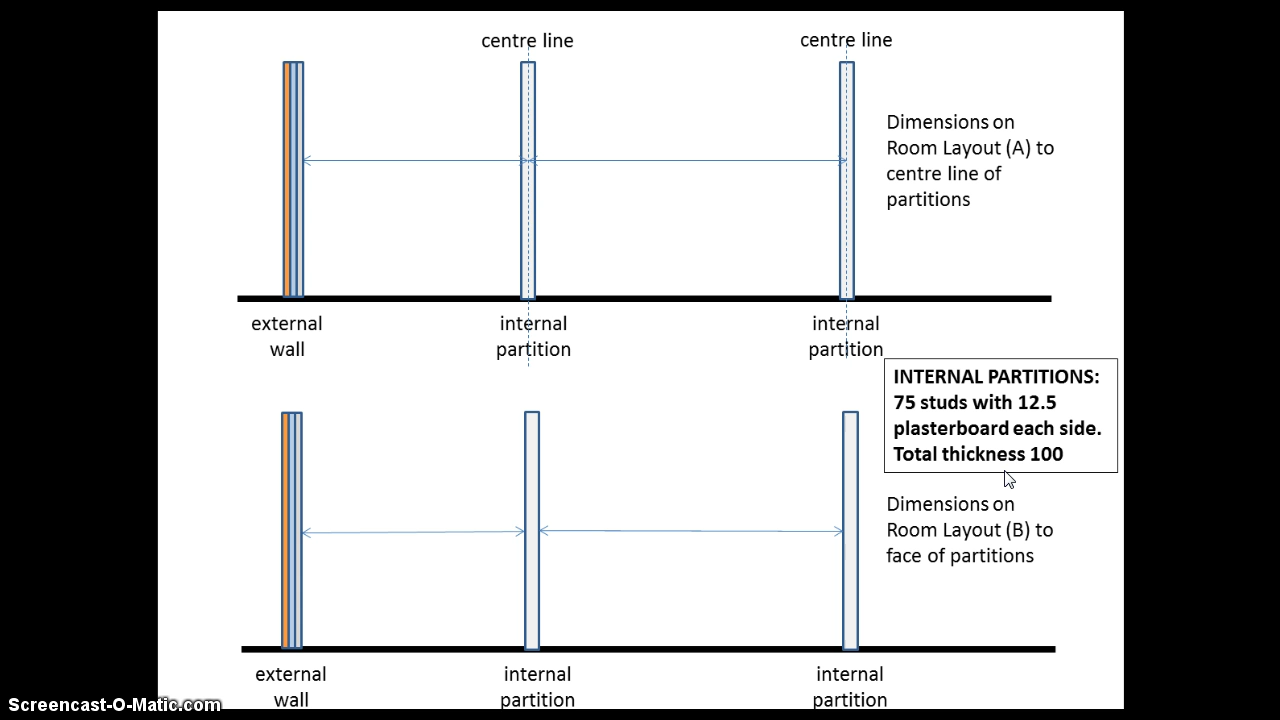 centre line
centre line
Dimensions on
Room Layout (A) to
centre line of
partitions
external
wall
internal
partition
internal
partition
INTERNAL PARTITIONS:
75 studs with 12.5
plasterboard each side.
Total thickness 100
Dimensions on
Room Layout (B) to
face of partitions
external
wall
internal
partition
internal
partition
Screencast-O-Matic.com